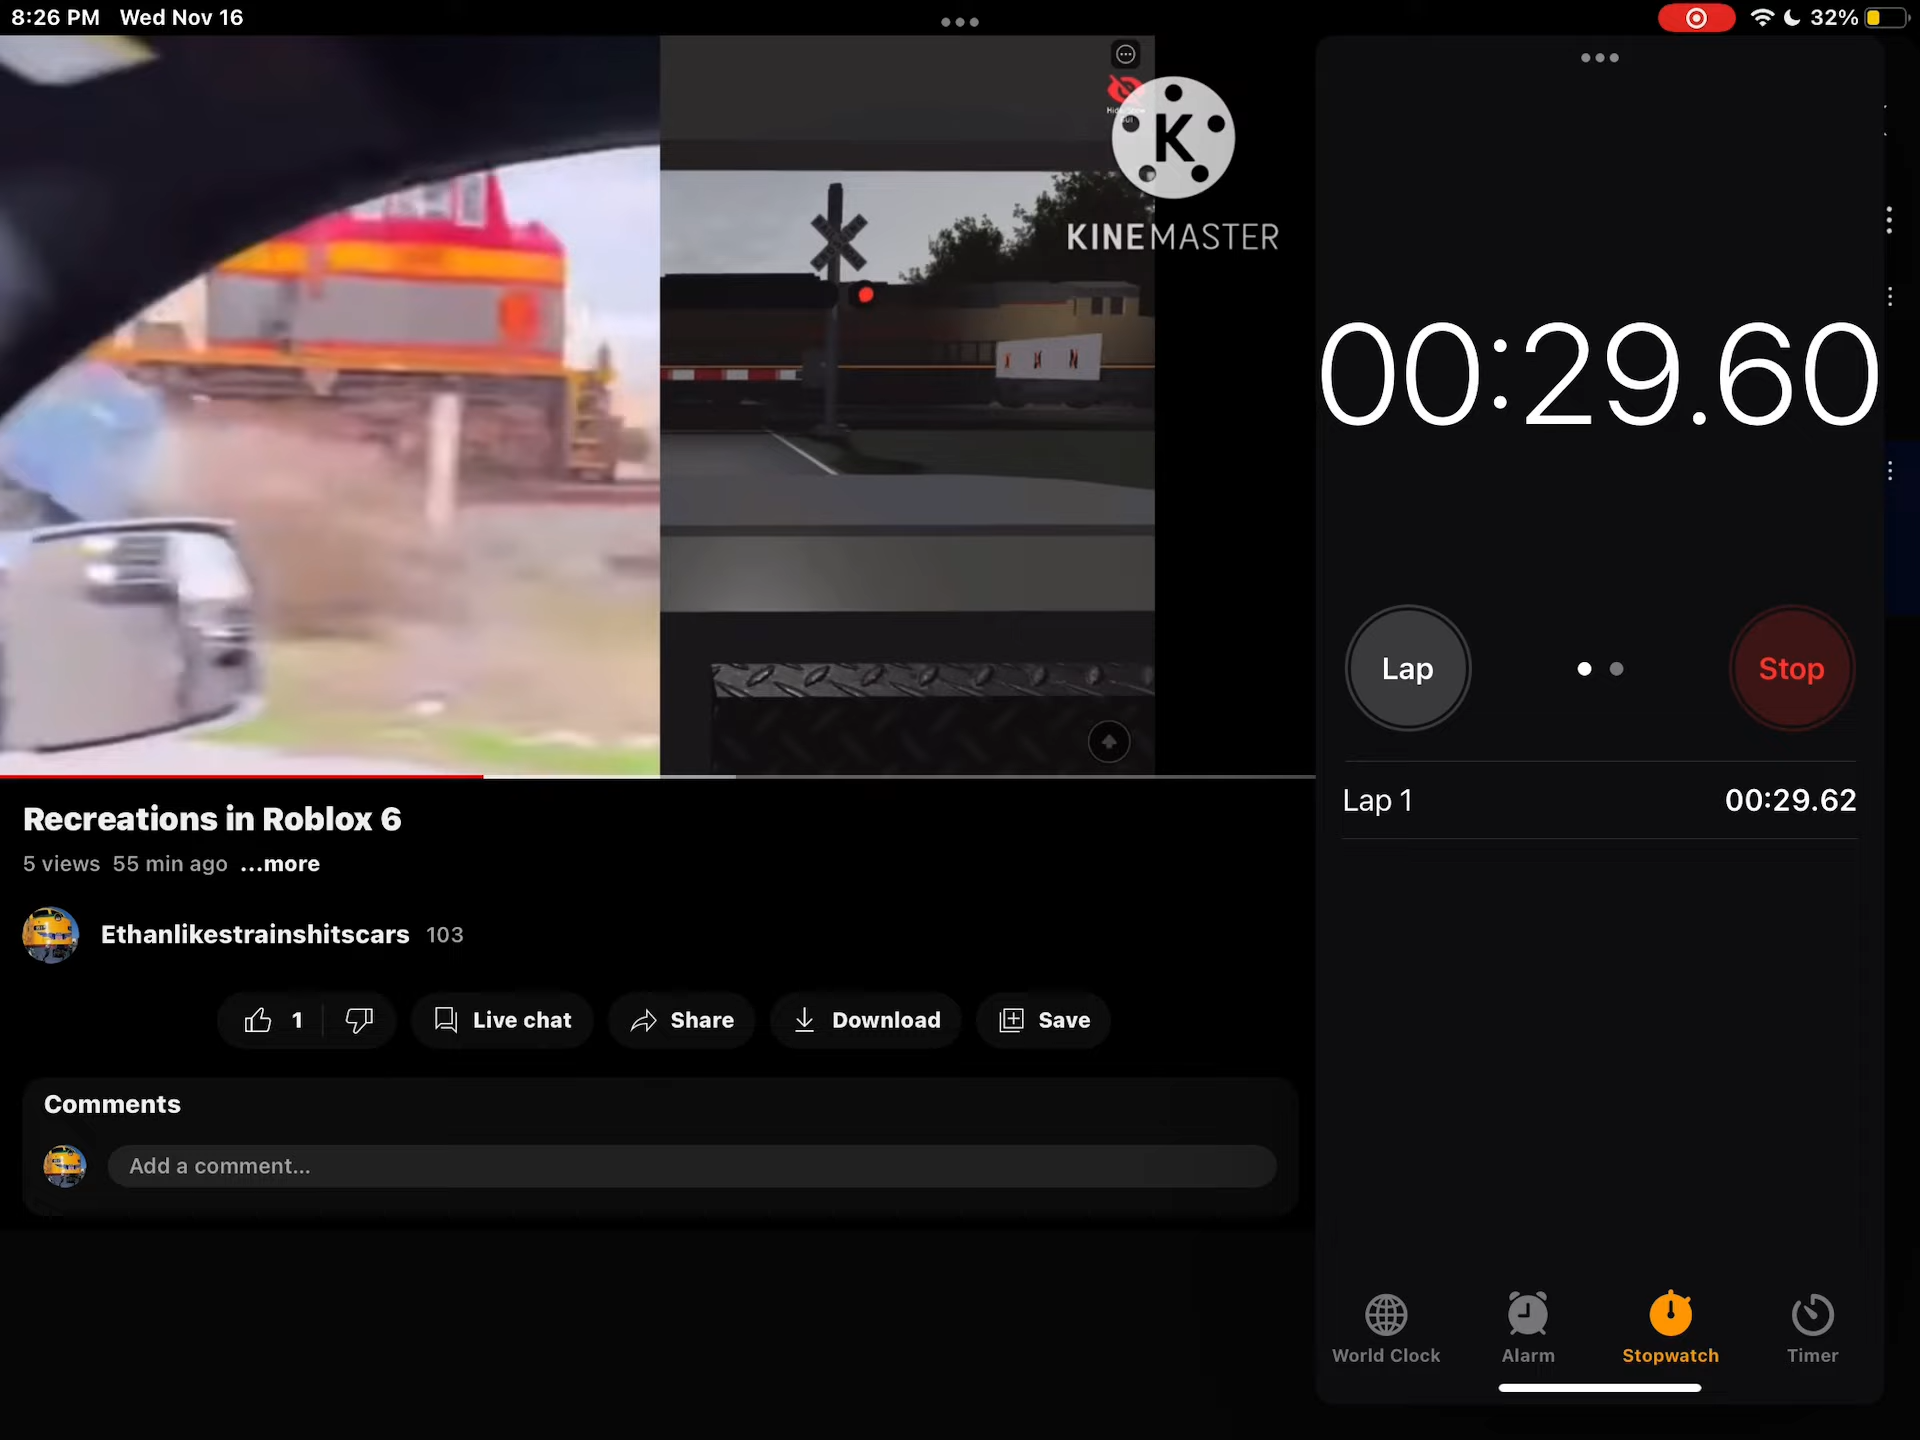 8:26 PM Wed Nov 16
32%
K
KINEMASTER
00:29.60
Lap
Stop
Lap 1 00:29.62
Recreations in Roblox 6
5 views 55 min ago ...more
Ethanlikestrainshitscars 103
1 Live chat Share Download Save
Comments
Add a comment...
World Clock Alarm Stopwatch Timer